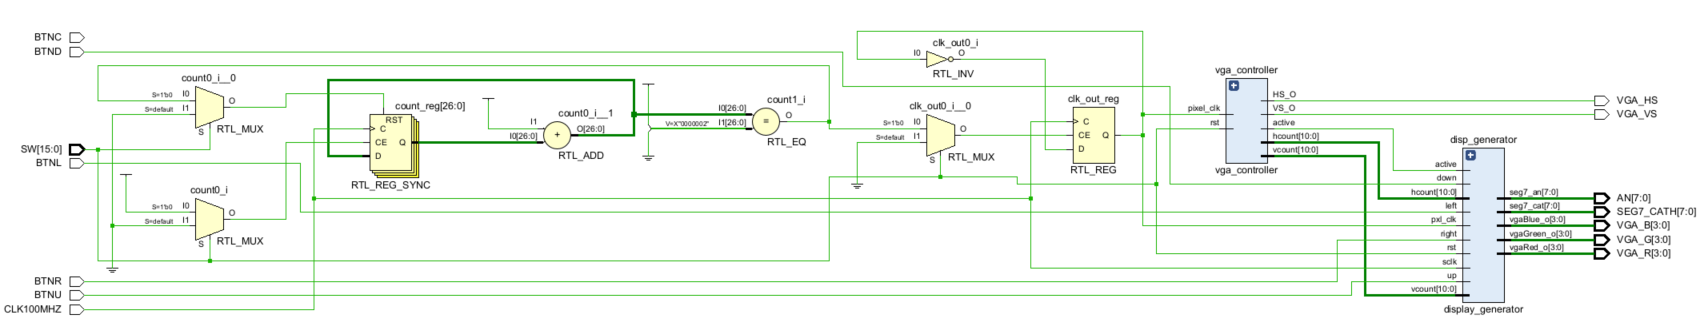 BTNC
BTND
SW[15:0]
BTNL
BTNR
BTNU
CLK100MHZ
count0_i__0
S=1'b0 I0
S=default I1
O
S
RTL_MUX
count0_i
S=1'b0 I0
S=default I1
O
S
RTL_MUX
count_reg[26:0]
RST
C
CE
D
Q
RTL_REG_SYNC
count0_i__1
I1
I0[26:0]
+
O[26:0]
RTL_ADD
V=X"0000002"
count1_i
I0[26:0]
I1[26:0]
=
O
RTL_EQ
clk_out0_i
I0
O
RTL_INV
clk_out0_i__0
S=1'b0 I0
S=default I1
O
S
RTL_MUX
clk_out_reg
C
CE
D
Q
RTL_REG
vga_controller
pixel_clk
rst
HS_O
VS_O
active
hcount[10:0]
vcount[10:0]
vga_controller
disp_generator
active
down
hcount[10:0]
left
pxl_clk
right
rst
sclk
up
vcount[10:0]
seg7_an[7:0]
seg7_cat[7:0]
vgaBlue_o[3:0]
vgaGreen_o[3:0]
vgaRed_o[3:0]
display_generator
VGA_HS
VGA_VS
AN[7:0]
SEG7_CATH[7:0]
VGA_B[3:0]
VGA_G[3:0]
VGA_R[3:0]